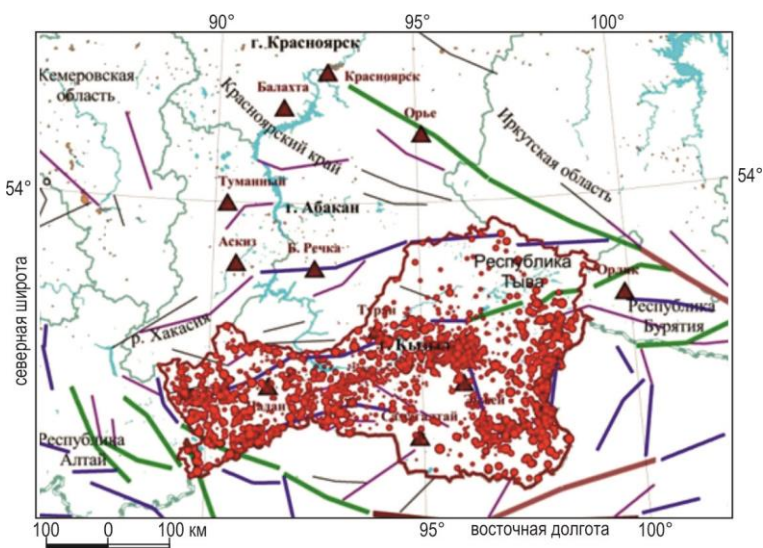 90°
95°
100°
г. Красноярск
Кемеровская
область
Красноярск
Балахта
Орье
Красноярский край
Иркутская область
54°
54°
Туманный
г. Абакан
Аскиз
Б. Речка
Республика
Тыва
Орлик
Республика
Бурятия
северная широта
р. Хакасия
Туран
г. Кызыл
Республика
Алтай
100
0
100 км
95°
восточная долгота
100°